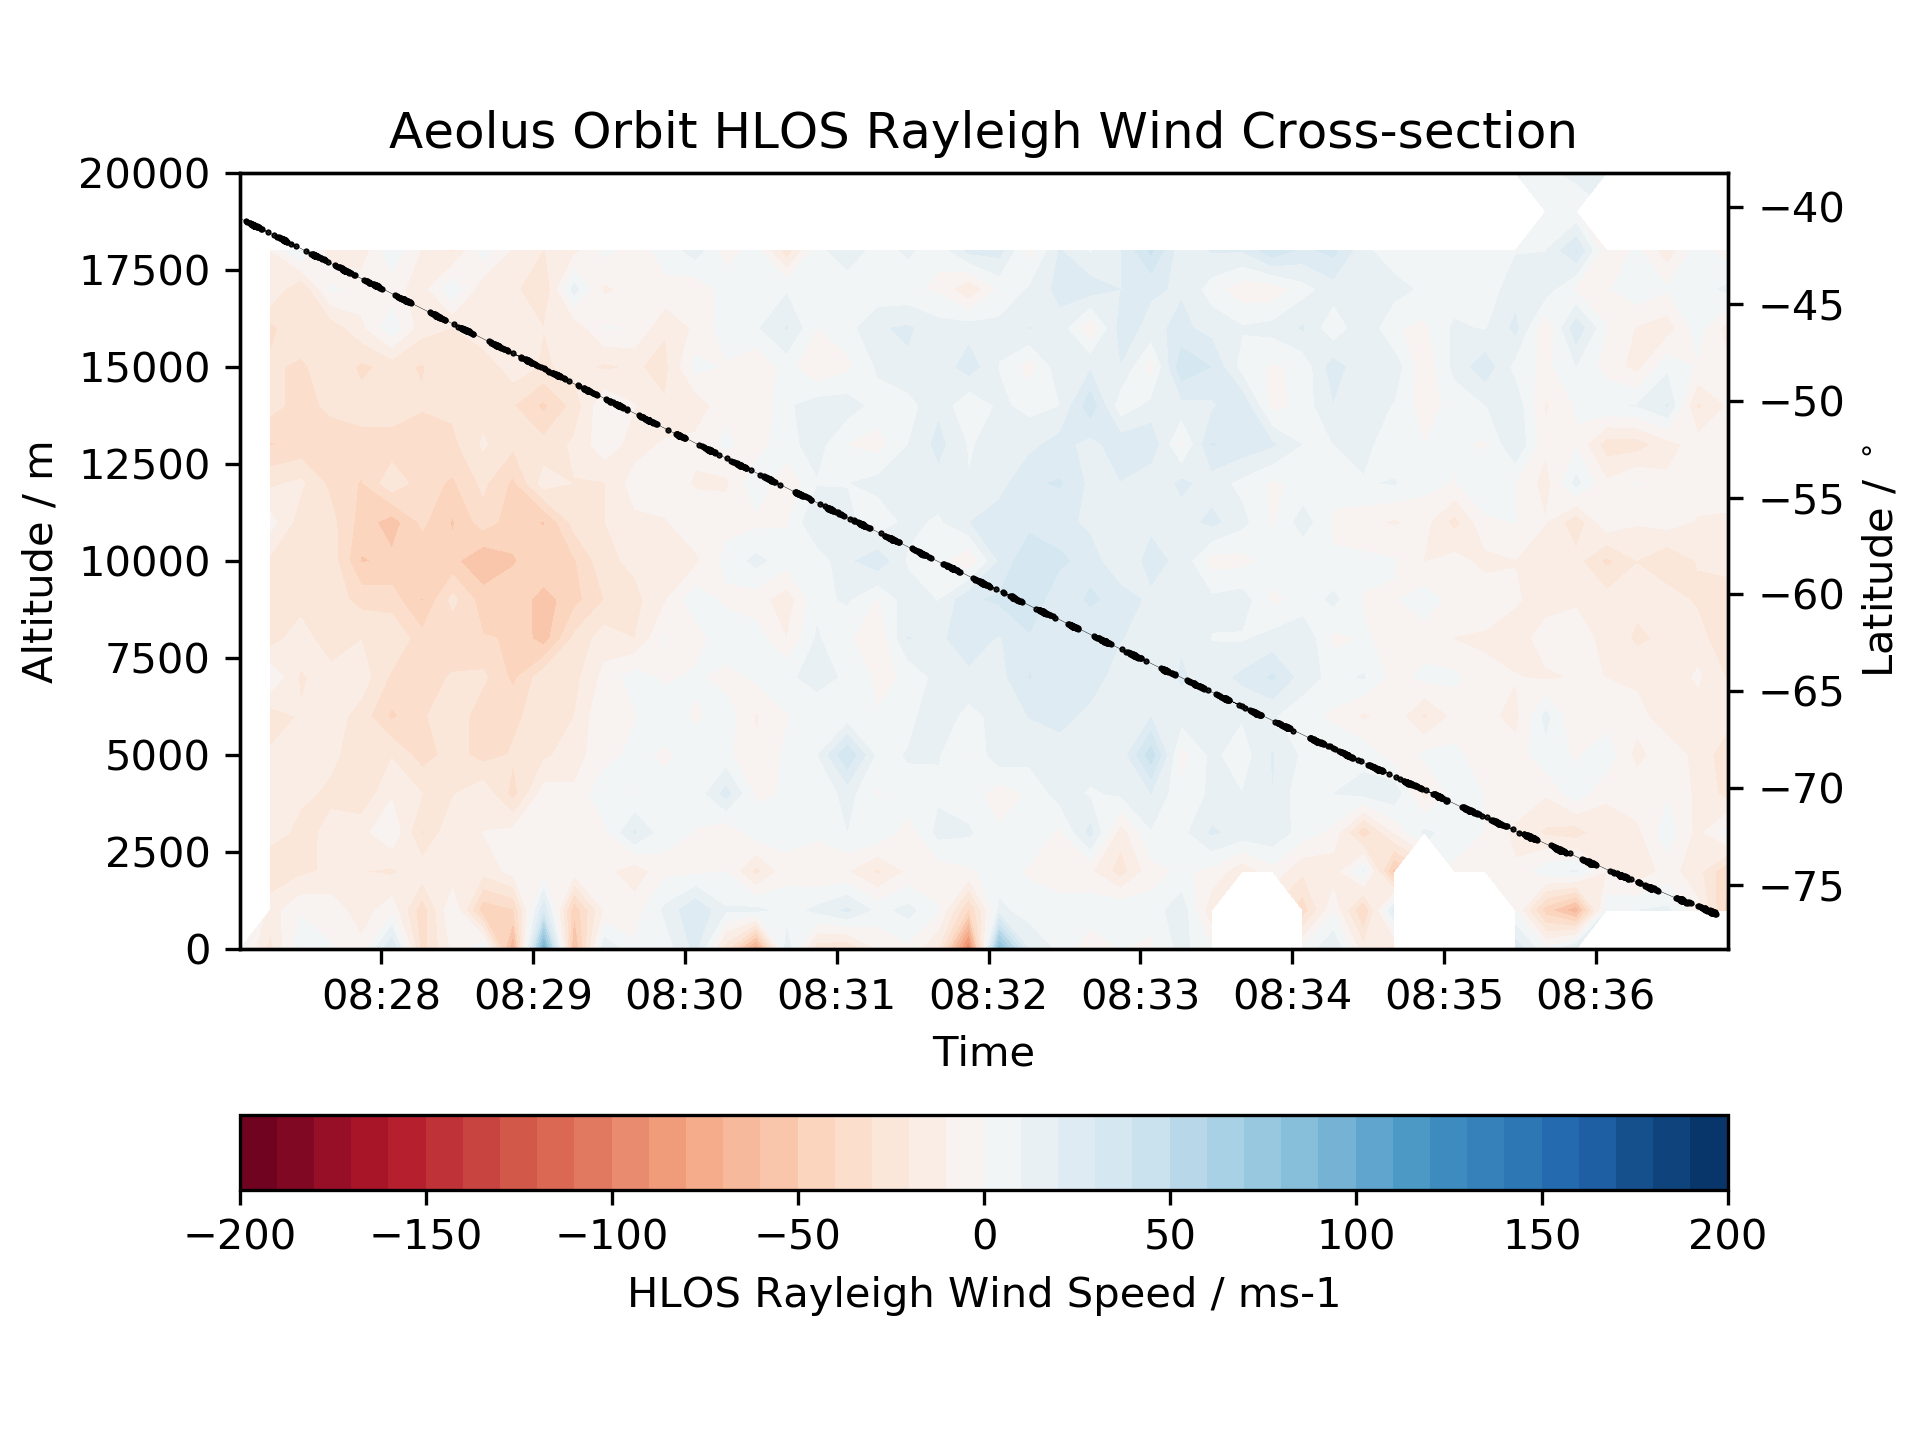 Aeolus Orbit HLOS Rayleigh Wind Cross-section
20000
17500
15000
12500
10000
7500
5000
2500
0
Altitude / m
−40
−45
−50
−55
−60
−65
−70
−75
Latitude / °
08:28 08:29 08:30 08:31 08:32 08:33 08:34 08:35 08:36
Time
−200 −150 −100 −50 0 50 100 150 200
HLOS Rayleigh Wind Speed / ms-1